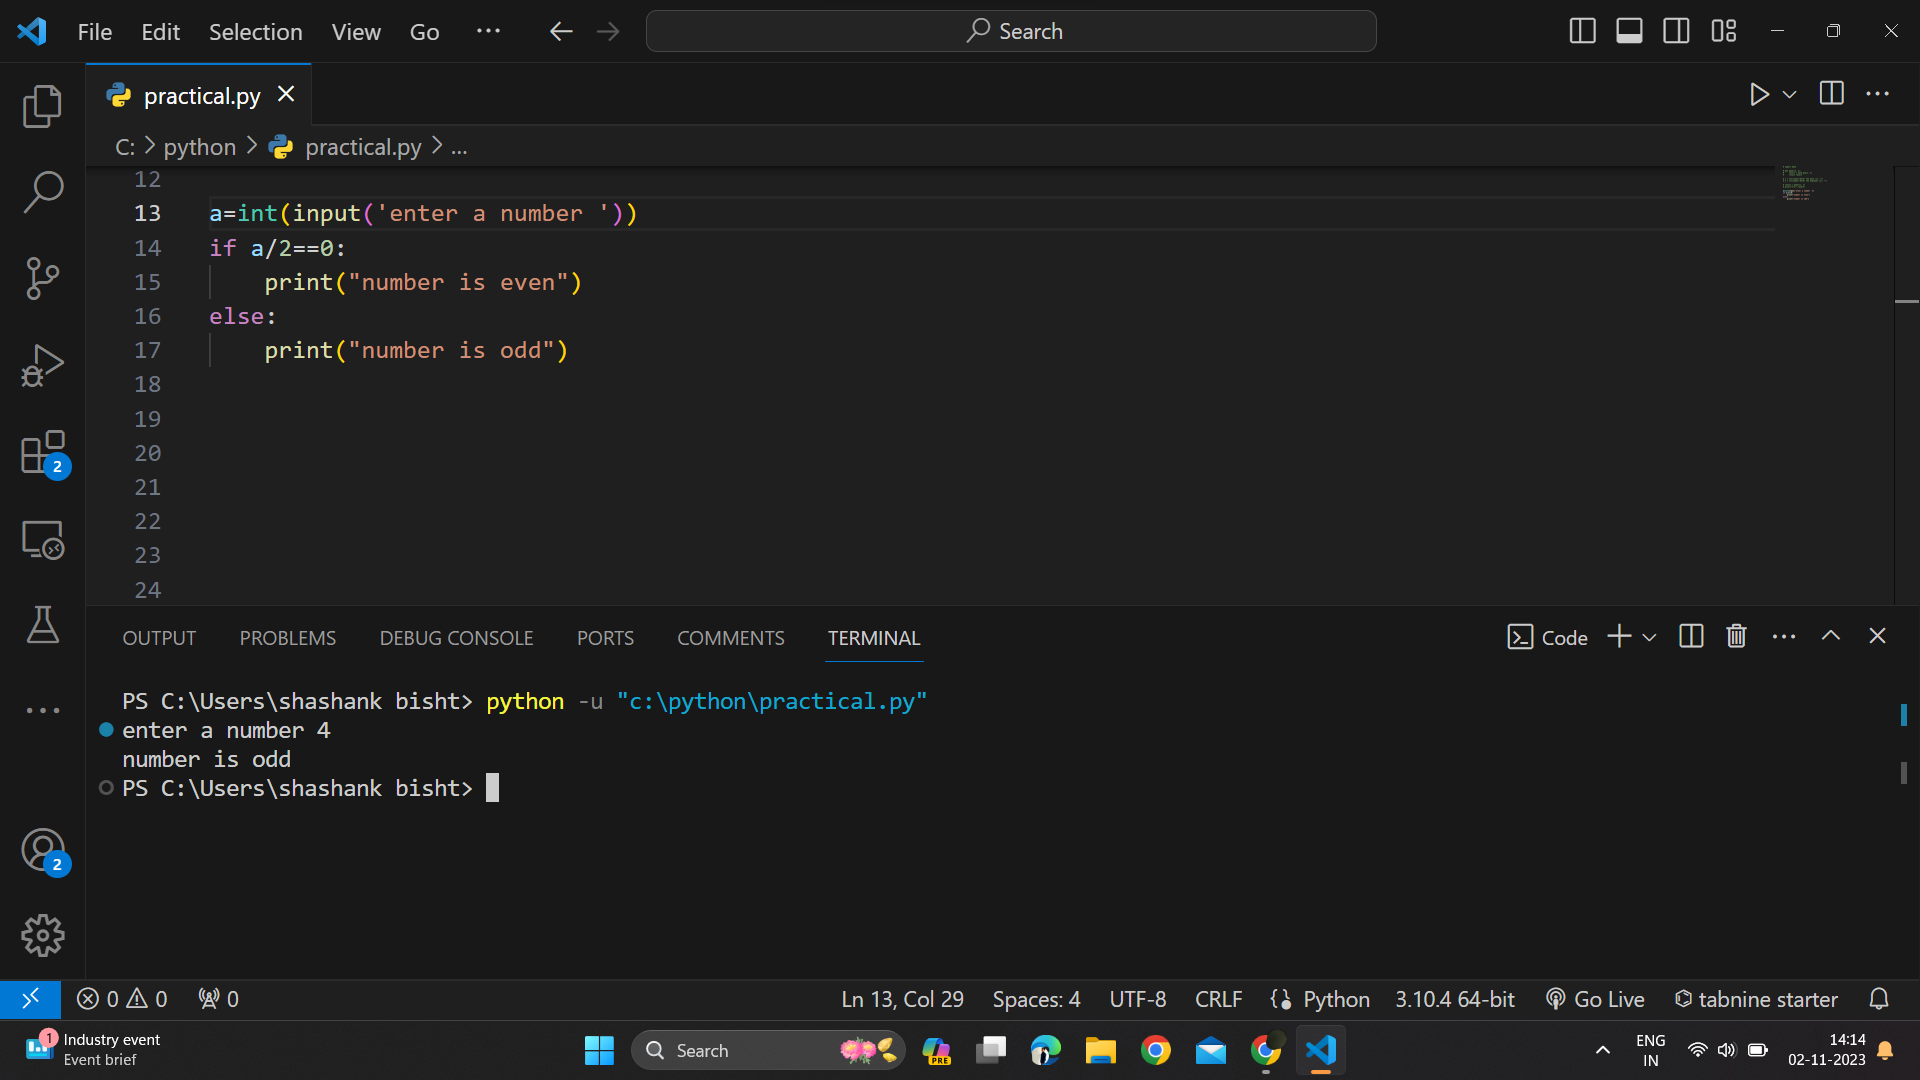 File Edit Selection View Go ... Search
practical.py
C: > python > practical.py > ...
12
13 a=int(input('enter a number '))
14 if a/2==0:
15 print("number is even")
16 else:
17 print("number is odd")
18
19
20
21
22
23
24
2
2
OUTPUT PROBLEMS DEBUG CONSOLE PORTS COMMENTS TERMINAL Code
PS C:\Users\shashank bisht> python -u "c:\python\practical.py"
enter a number 4
number is odd
PS C:\Users\shashank bisht>
0 0 0 Ln 13, Col 29 Spaces: 4 UTF-8 CRLF Python 3.10.4 64-bit Go Live tabnine starter
1 Industry event
Event brief
Search
PRE
ENG
IN
14:14
02-11-2023